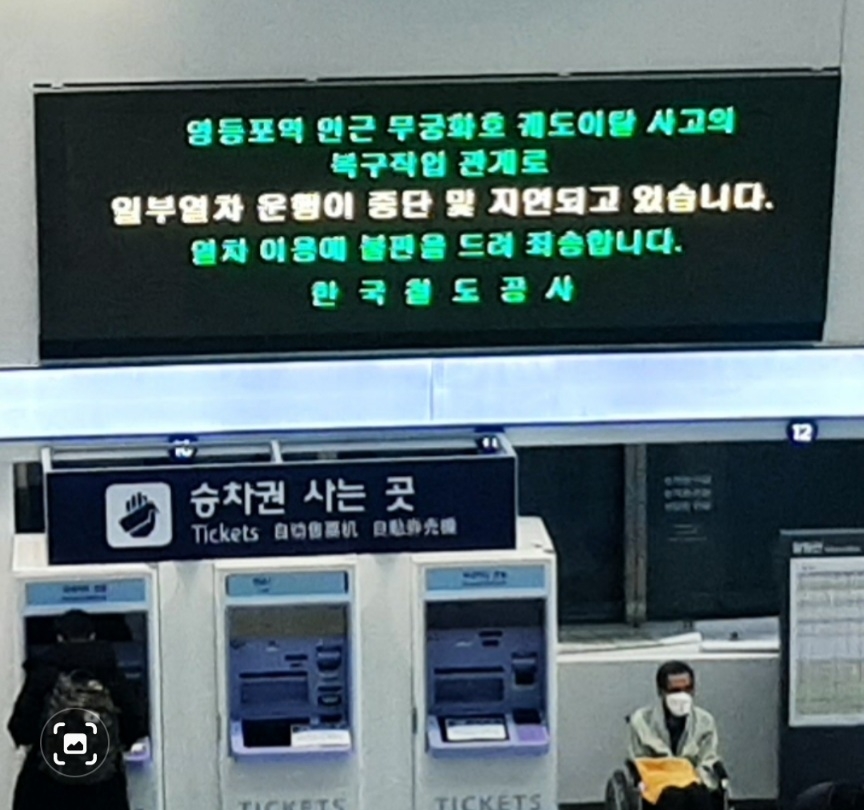 영등포역 인근 무궁화호 궤도이탈 사고의
복구작업 관계로
일부열차 운행이 중단 및 지연되고 있습니다.
열차 이용에 불편을 드려 죄송합니다.
한 국 철 도 공 사
10
11
12
승차권 사는 곳
Tickets 自动售票机 自動券売機
TICKETS
TICKETS